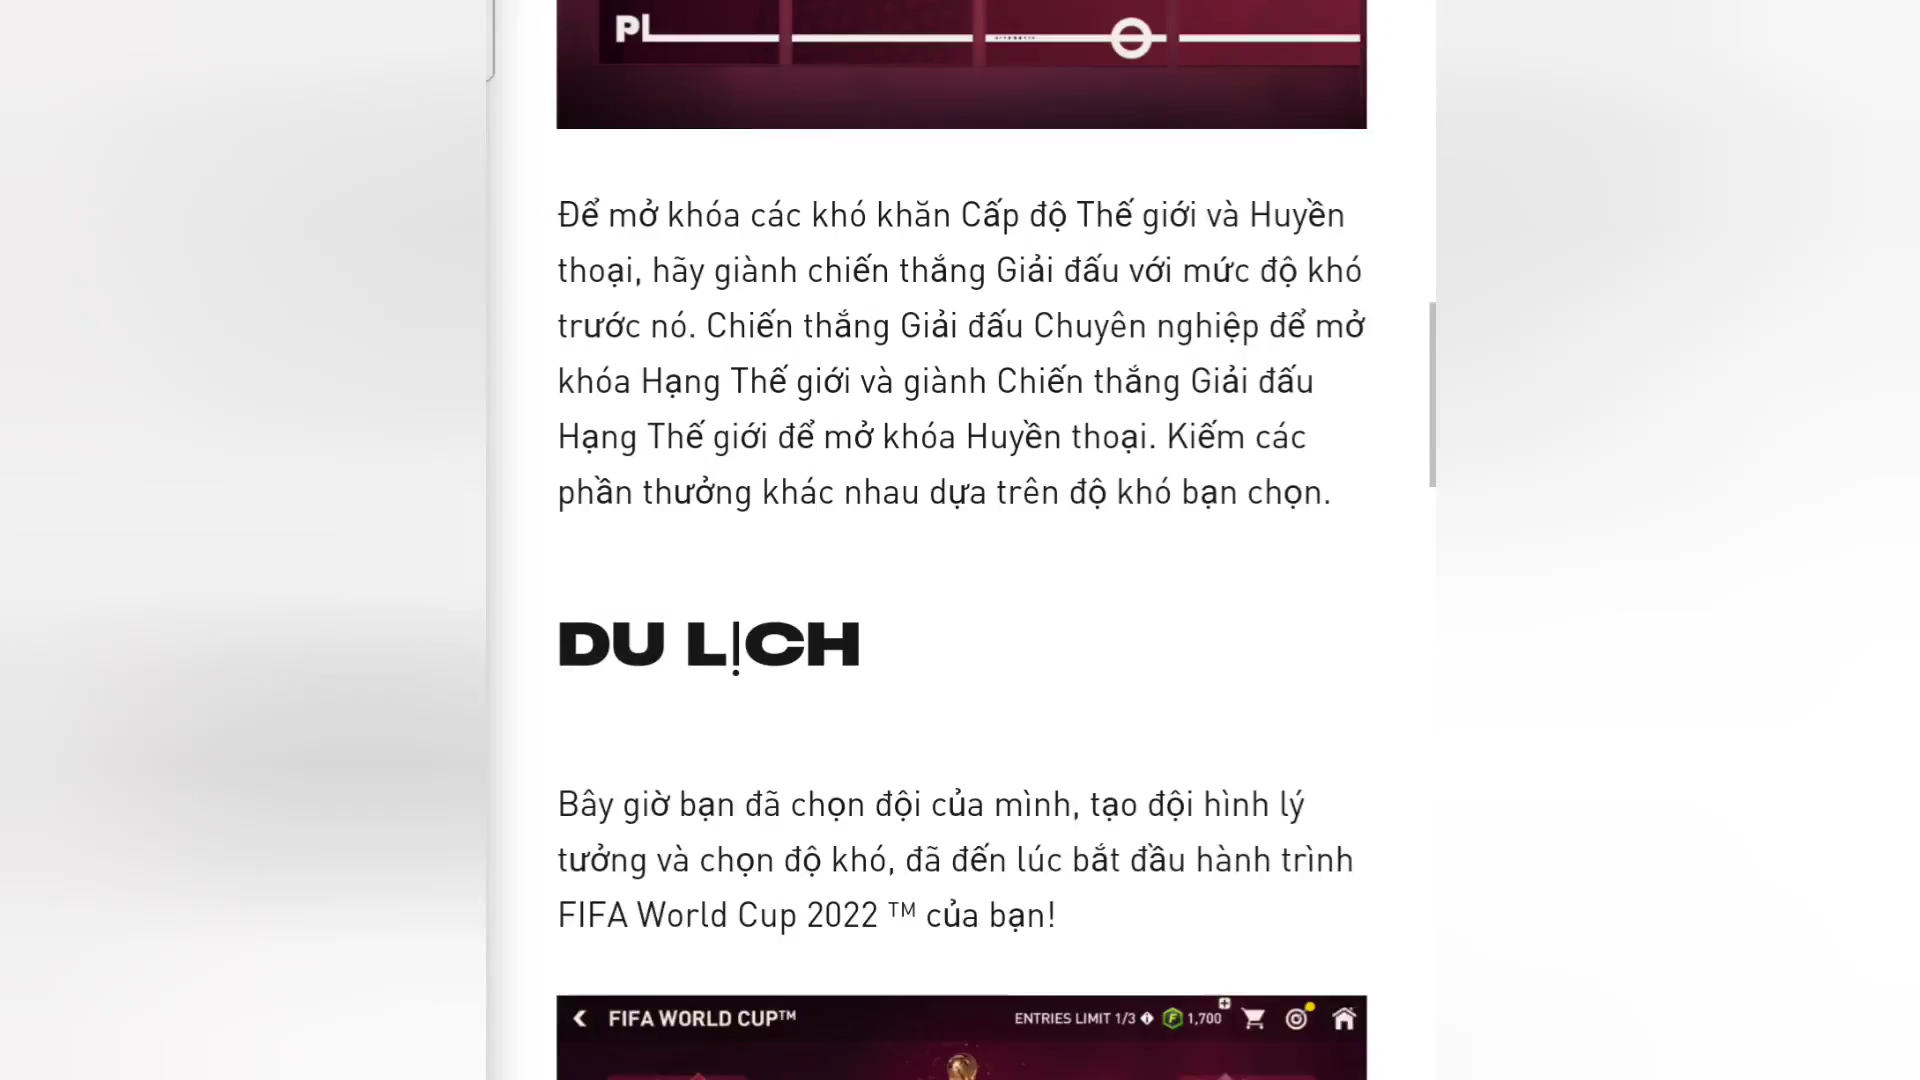 Để mở khóa các khó khăn Cấp độ Thế giới và Huyền
thoại, hãy giành chiến thắng Giải đấu với mức độ khó
trước nó. Chiến thắng Giải đấu Chuyên nghiệp để mở
khóa Hạng Thế giới và giành Chiến thắng Giải đấu
Hạng Thế giới để mở khóa Huyền thoại. Kiếm các
phần thưởng khác nhau dựa trên độ khó bạn chọn.
DU LỊCH
Bây giờ bạn đã chọn đội của mình, tạo đội hình lý
tưởng và chọn độ khó, đã đến lúc bắt đầu hành trình
FIFA World Cup 2022 ™ của bạn!
FIFA WORLD CUP™ ENTRIES LIMIT 1/3 1,700